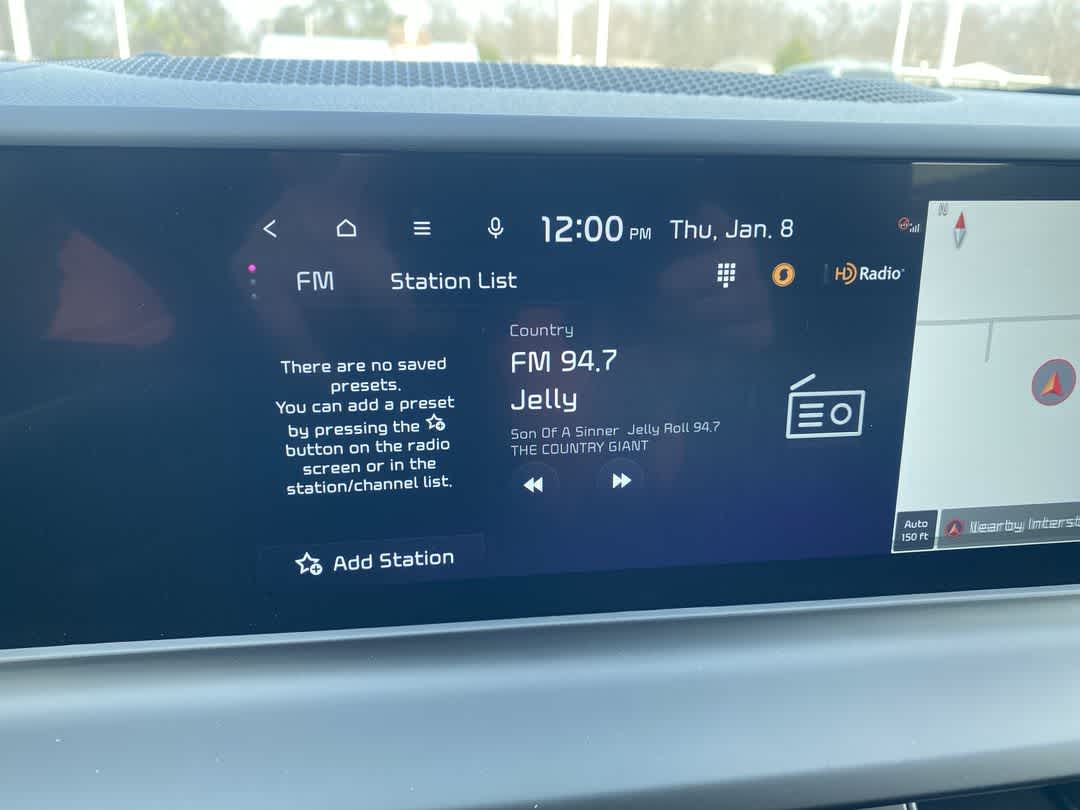 12:00 PM Thu, Jan. 8
FM Station List
HD Radio
There are no saved
presets.
You can add a preset
by pressing the
button on the radio
screen or in the
station/channel list.
Add Station
Country
FM 94.7
Jelly
Son Of A Sinner Jelly Roll 94.7
THE COUNTRY GIANT
N
Auto
150 ft
Nearby Interst